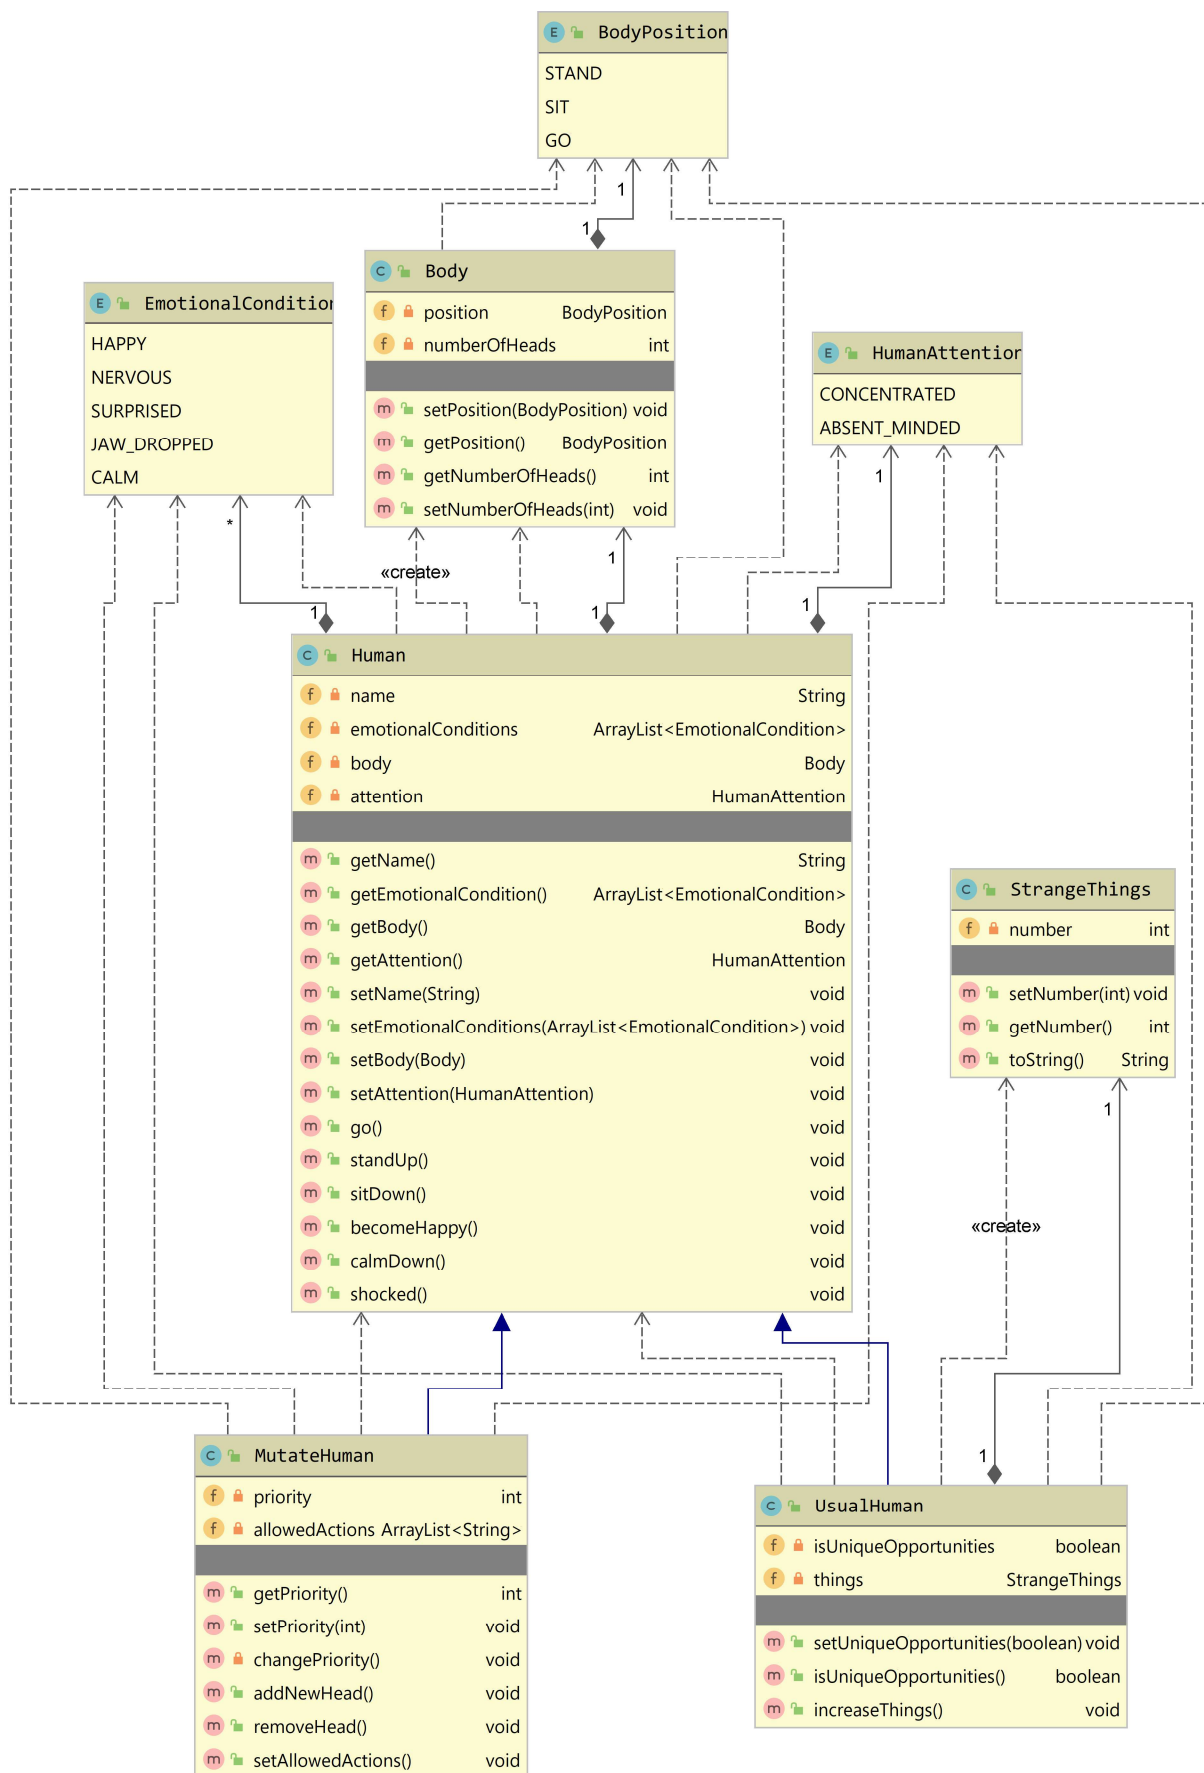 BodyPosition
STAND
SIT
GO
1
1
Body
position BodyPosition
numberOfHeads int
setPosition(BodyPosition) void
getPosition() BodyPosition
getNumberOfHeads() int
setNumberOfHeads(int) void
EmotionalCondition
HAPPY
NERVOUS
SURPRISED
JAW_DROPPED
CALM
HumanAttention
CONCENTRATED
ABSENT_MINDED
*
1
«create»
1
1
1
1
Human
name String
emotionalConditions ArrayList<EmotionalCondition>
body Body
attention HumanAttention
getName() String
getEmotionalCondition() ArrayList<EmotionalCondition>
getBody() Body
getAttention() HumanAttention
setName(String) void
setEmotionalConditions(ArrayList<EmotionalCondition>) void
setBody(Body) void
setAttention(HumanAttention) void
go() void
standUp() void
sitDown() void
becomeHappy() void
calmDown() void
shocked() void
StrangeThings
number int
setNumber(int) void
getNumber() int
toString() String
1
«create»
1
MutateHuman
priority int
allowedActions ArrayList<String>
getPriority() int
setPriority(int) void
changePriority() void
addNewHead() void
removeHead() void
setAllowedActions() void
UsualHuman
isUniqueOpportunities boolean
things StrangeThings
setUniqueOpportunities(boolean) void
isUniqueOpportunities() boolean
increaseThings() void